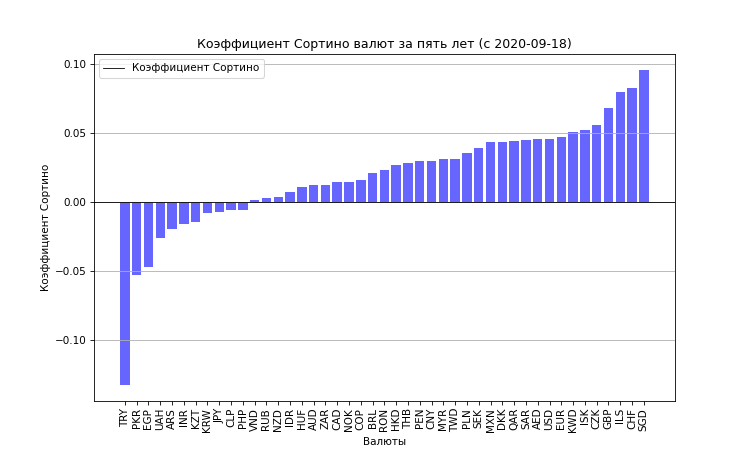 Коэффициент Сортино валют за пять лет (с 2020-09-18)
Коэффициент Сортино
0.10
0.05
0.00
−0.05
−0.10
Коэффициент Сортино
TRY PKR EGP UAH ARS INR KZT KRW JPY CLP PHP VND RUB NZD IDR HUF AUD ZAR CAD NOK COP BRL RON HKD THB PEN CNY MYR TWD PLN SEK MXN DKK QAR SAR AED USD EUR KWD ISK CZK GBP ILS CHF SGD
Валюты